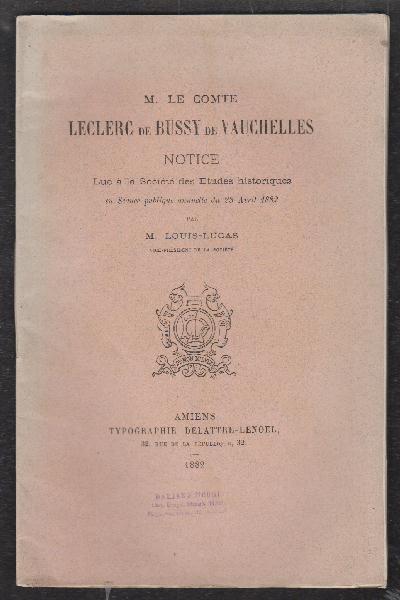 M. LE COMTE
LECLERC DE BUSSY DE VAUCHELLES
NOTICE
Lue à la Société des Etudes historiques
en Séance publique annuelle du 23 Avril 1882
PAR
M. LOUIS-LUCAS
VICE-PRÉSIDENT DE LA SOCIÉTÉ
AMIENS
TYPOGRAPHIE DELATTRE-LENOEL,
32, RUE DE LA RÉPUBLIQUE, 32.
1882